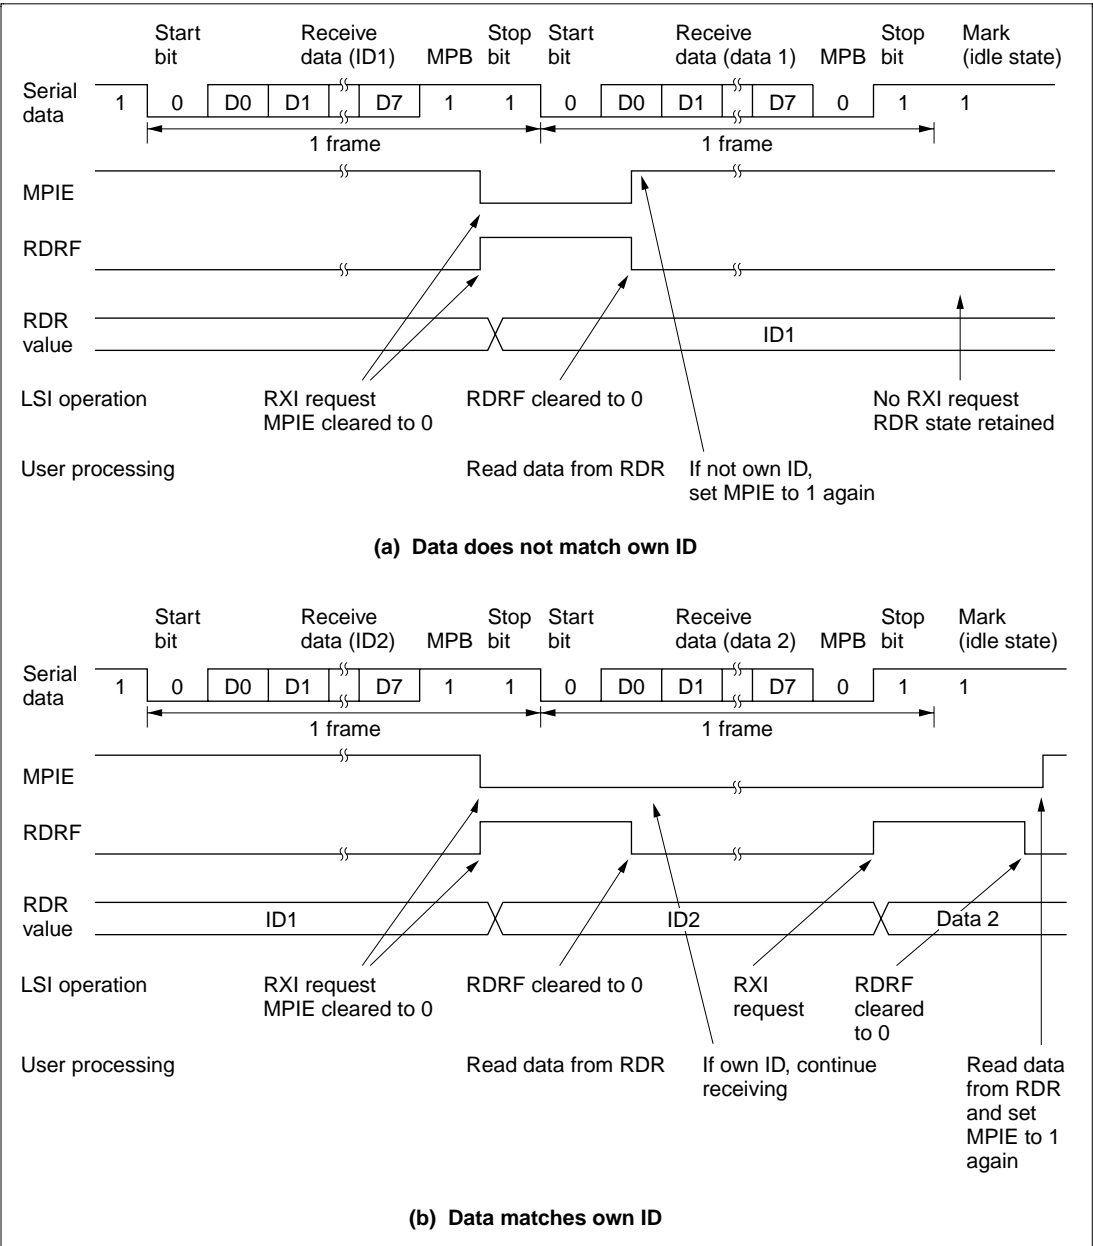 Start bit
Receive data (ID1)
MPB
Stop bit
Start bit
Receive data (data 1)
MPB
Stop bit
Mark (idle state)
Serial data
1 0 D0 D1 D7 1 1 0 D0 D1 D7 0 1 1
1 frame
1 frame
MPIE
RDRF
RDR value
ID1
LSI operation
RXI request
MPIE cleared to 0
RDRF cleared to 0
No RXI request
RDR state retained
User processing
Read data from RDR
If not own ID,
set MPIE to 1 again
(a) Data does not match own ID
Start bit
Receive data (ID2)
MPB
Stop bit
Start bit
Receive data (data 2)
MPB
Stop bit
Mark (idle state)
Serial data
1 0 D0 D1 D7 1 1 0 D0 D1 D7 0 1 1
1 frame
1 frame
MPIE
RDRF
RDR value
ID1
ID2
Data 2
LSI operation
RXI request
MPIE cleared to 0
RDRF cleared to 0
RXI
request
RDRF
cleared
to 0
User processing
Read data from RDR
If own ID, continue
receiving
Read data
from RDR
and set
MPIE to 1
again
(b) Data matches own ID